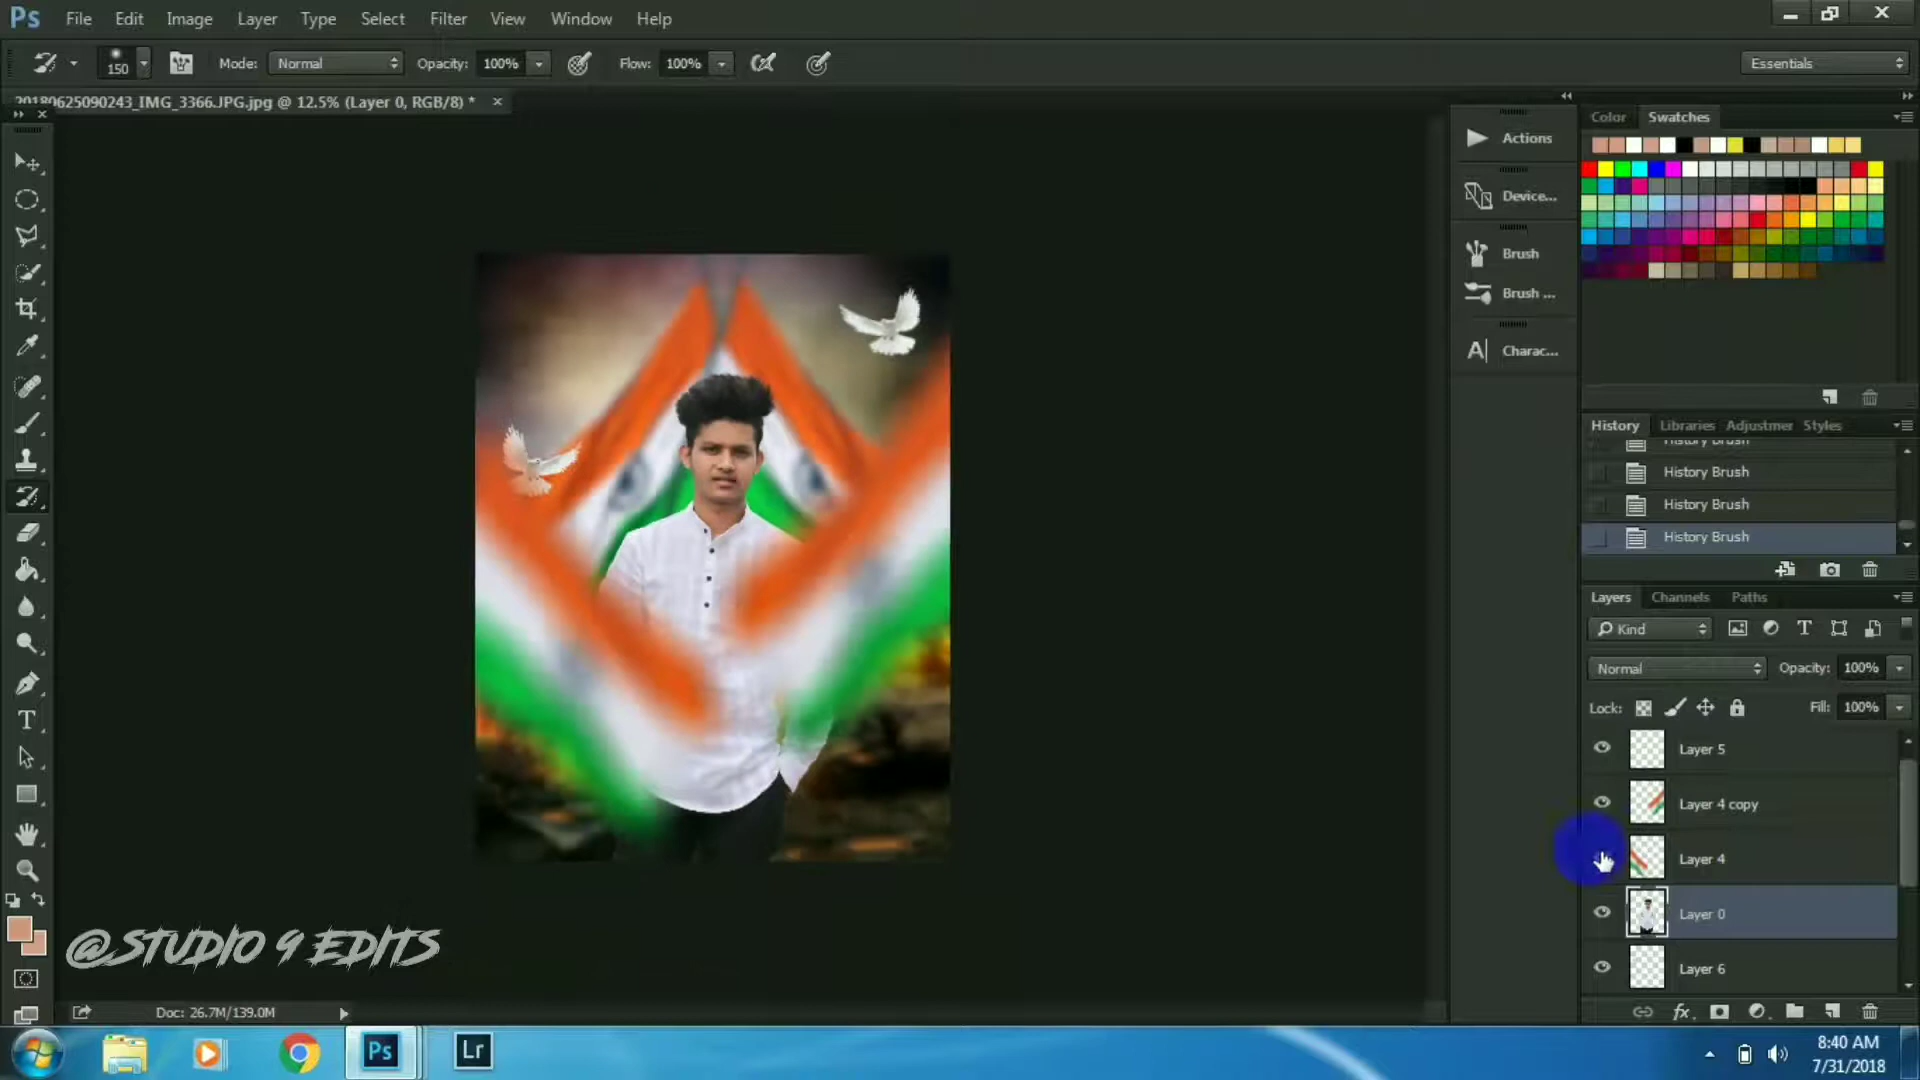 Ps File Edit Image Layer Type Select Filter View Window Help
150 Mode: Normal Opacity: 100% Flow: 100% Essentials
20180625090243_IMG_3366.JPG.jpg @ 12.5% (Layer 0, RGB/8) *
Color Swatches
Actions
Device...
Brush
Brush ...
Charac...
History Libraries Adjustmer Styles
History Brush
History Brush
History Brush
History Brush
Layers Channels Paths
Kind
Normal Opacity: 100%
Lock: Fill: 100%
Layer 5
Layer 4 copy
Layer 4
Layer 0
Layer 6
@STUDIO 9 EDITS
Doc: 26.7M/139.0M
Ps Lr
8:40 AM
7/31/2018